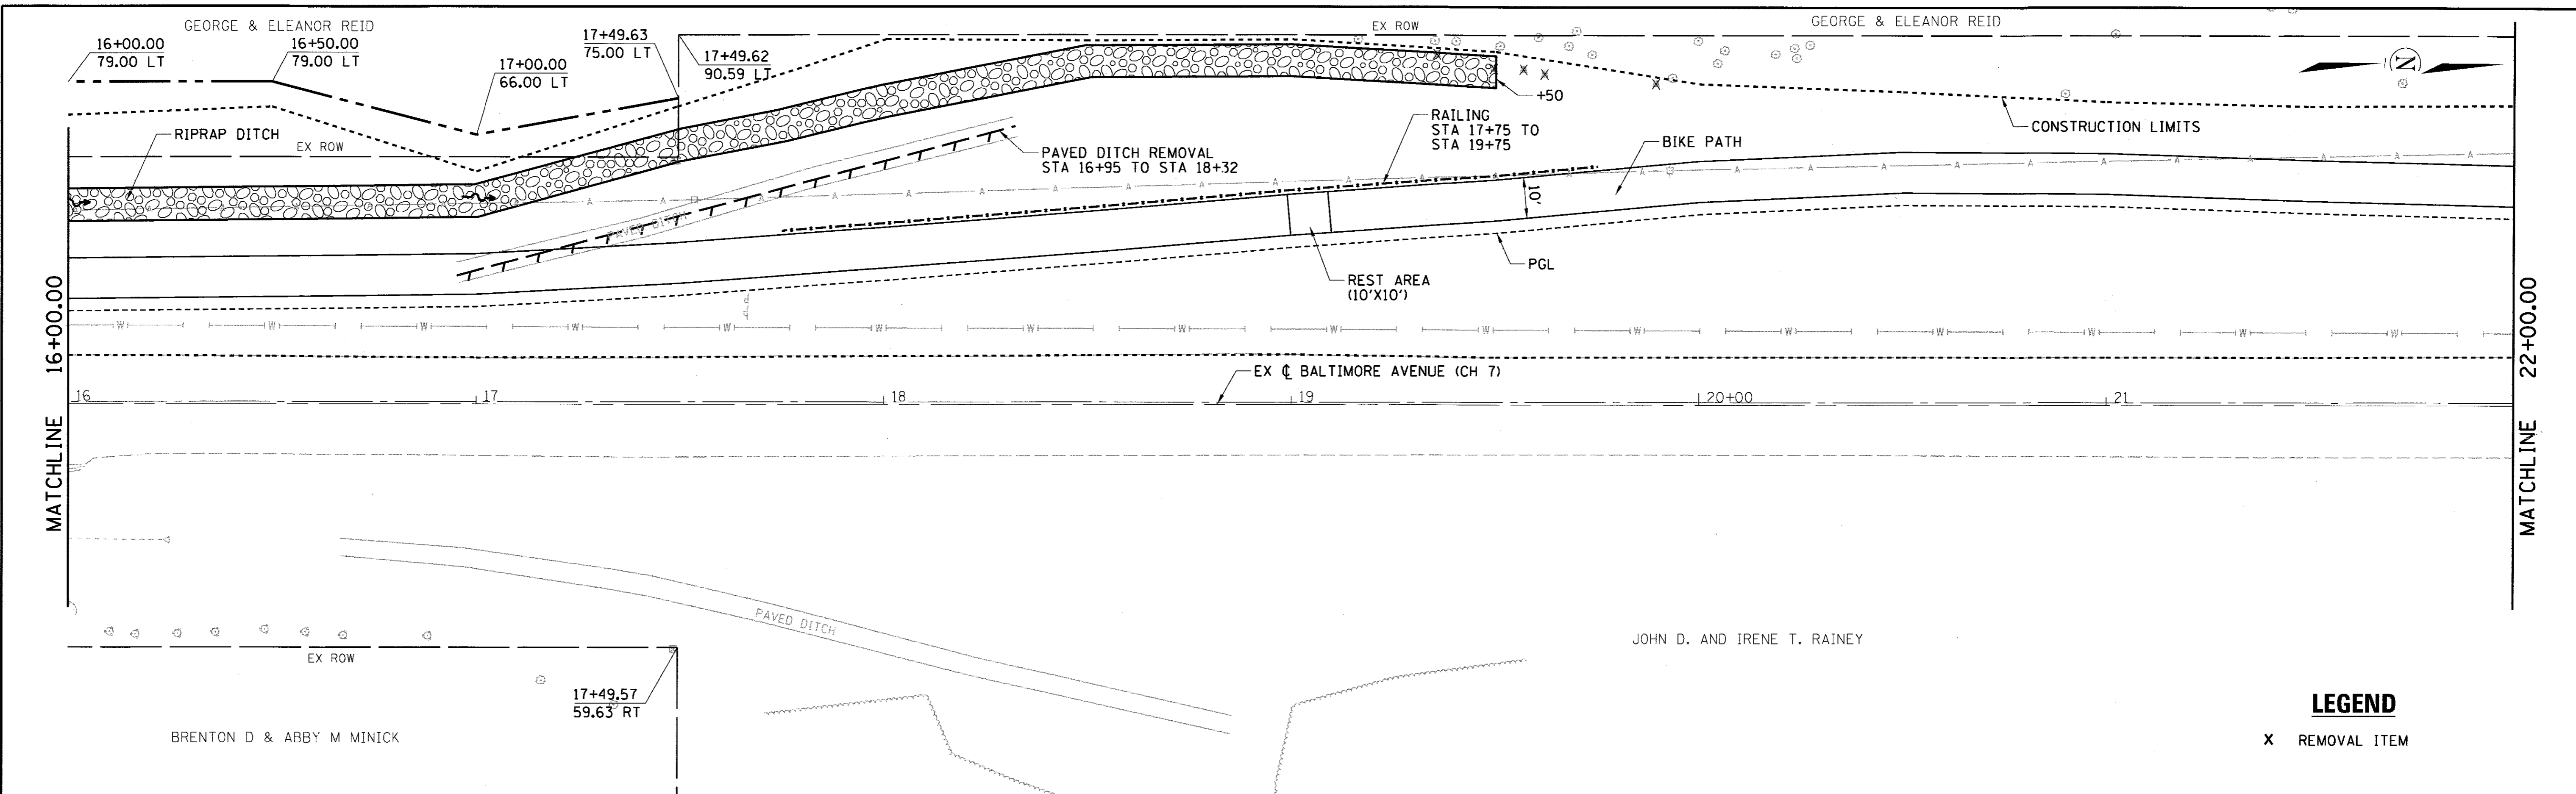 GEORGE & ELEANOR REID
EX ROW
GEORGE & ELEANOR REID
16+00.00
79.00 LT
16+50.00
79.00 LT
17+00.00
66.00 LT
17+49.63
75.00 LT
17+49.62
90.59 LT
N
+50
RIPRAP DITCH
EX ROW
RAILING
STA 17+75 TO
STA 19+75
CONSTRUCTION LIMITS
BIKE PATH
PAVED DITCH REMOVAL
STA 16+95 TO STA 18+32
A A A A A A A A A A A A A A A A A A
10'
PAVED DITCH
PGL
REST AREA
(10'X10')
W W W W W W W W W W W W W W W W
EX ℄ BALTIMORE AVENUE (CH 7)
16 17 18 19 20+00 21
MATCHLINE 16+00.00
MATCHLINE 22+00.00
PAVED DITCH
EX ROW
JOHN D. AND IRENE T. RAINEY
17+49.57
59.63 RT
BRENTON D & ABBY M MINICK
LEGEND
X REMOVAL ITEM